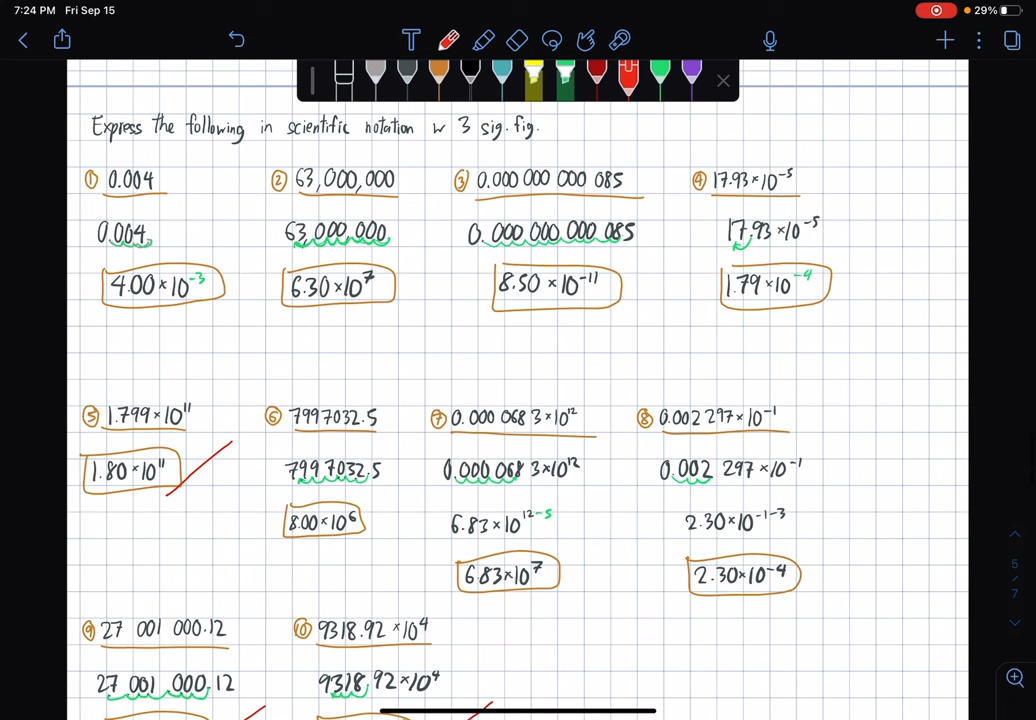 7:24 PM Fri Sep 15
29%
Express the following in scientific notation w 3 sig. fig.
① 0.004
② 63,000,000
③ 0.000 000 000 085
④ 17.93×10⁻⁵
0.004
63,000,000
0.000 000 000 085
17.93×10⁻⁵
4.00×10⁻³
6.30×10⁷
8.50×10⁻¹¹
1.79×10⁻⁴
⑤ 1.799×10¹¹
⑥ 7997032.5
⑦ 0.000 068 3×10¹²
⑧ 0.002 297×10⁻¹
1.80×10¹¹
7997032.5
0.000 068 3×10¹²
0.002 297×10⁻¹
8.00×10⁶
6.83×10¹²⁻⁵
2.30×10⁻¹⁻³
6.83×10⁷
2.30×10⁻⁴
⑨ 27 001 000.12
⑩ 9318.92×10⁴
27 001 000.12
9318.92×10⁴
5
/
7